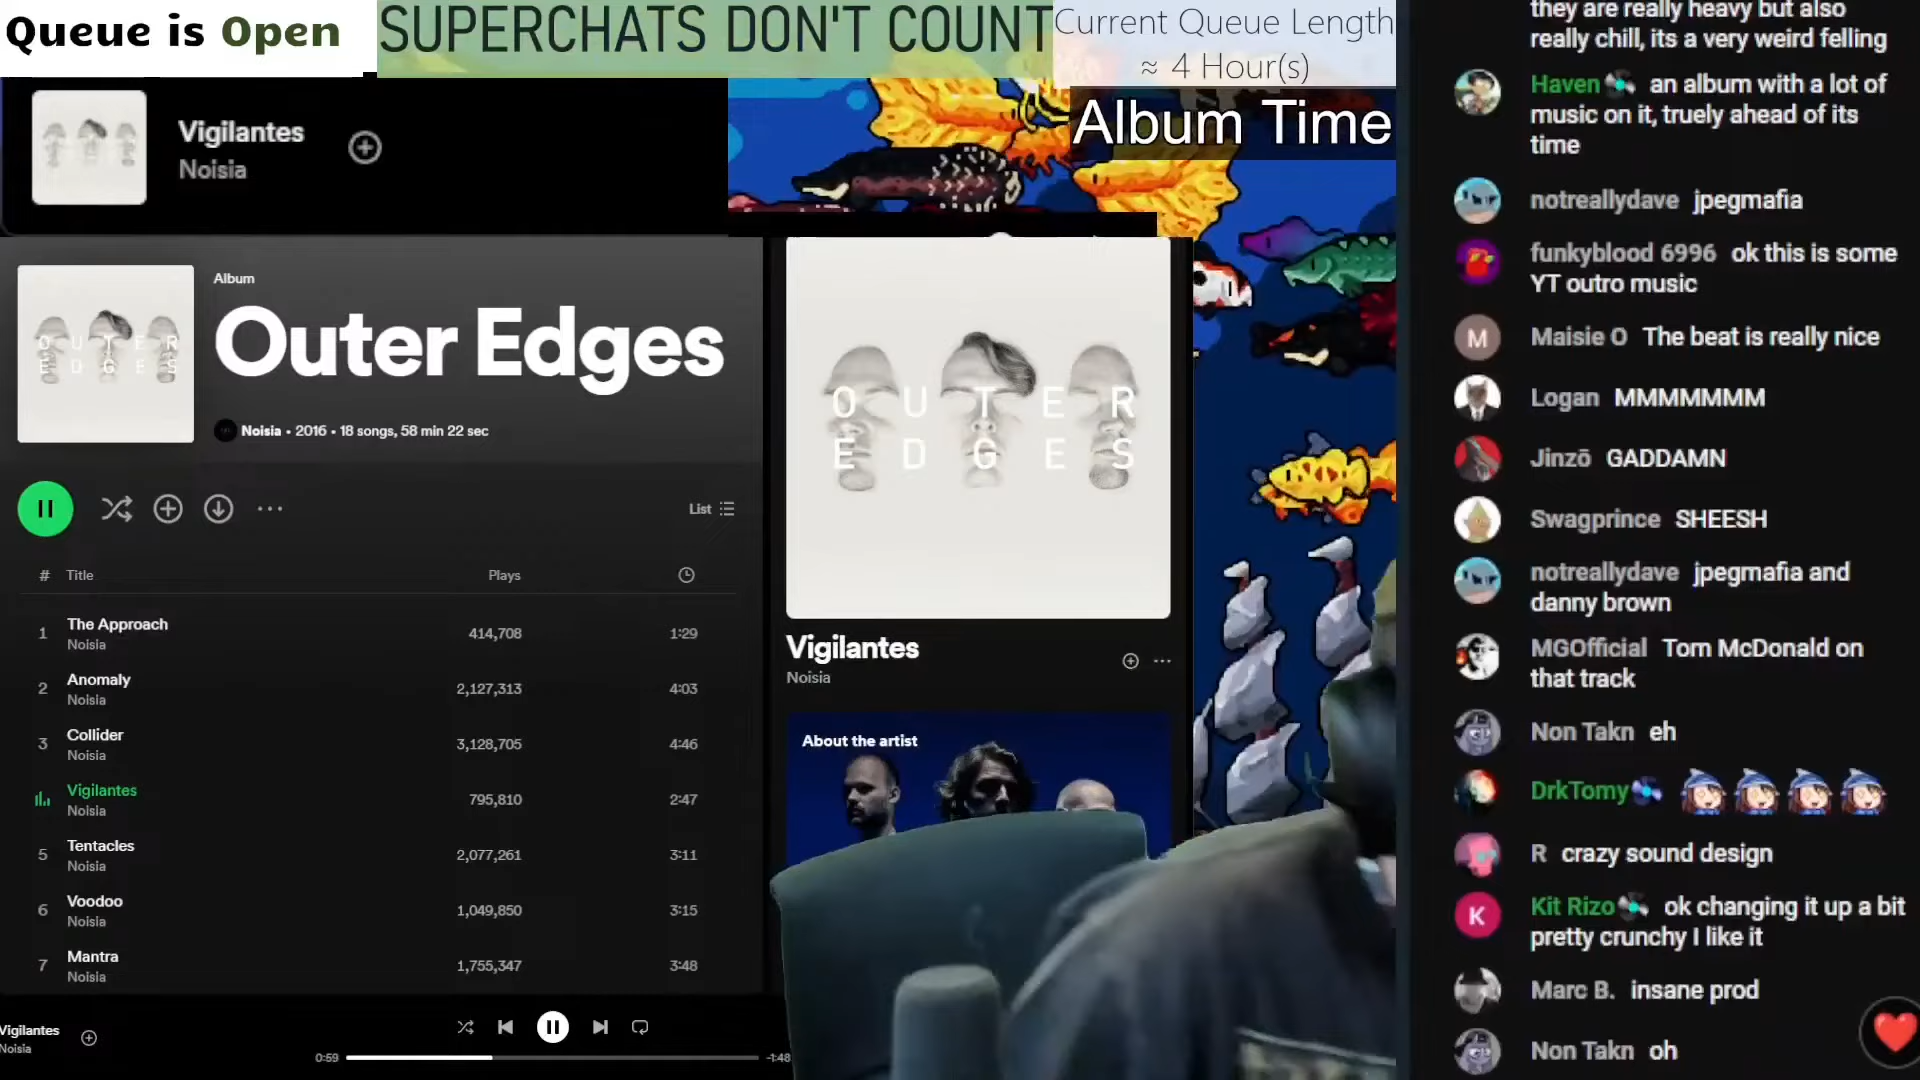 Queue is Open
SUPERCHATS DON'T COUNT
Current Queue Length
≈ 4 Hour(s)
Album Time
Vigilantes
Noisia
Album
Outer Edges
Noisia • 2016 • 18 songs, 58 min 22 sec
OUTER
EDGES
List
# Title Plays
1 The Approach 414,708 1:29
Noisia
2 Anomaly 2,127,313 4:03
Noisia
3 Collider 3,128,705 4:46
Noisia
Vigilantes 795,810 2:47
Noisia
5 Tentacles 2,077,261 3:11
Noisia
6 Voodoo 1,049,850 3:15
Noisia
7 Mantra 1,755,347 3:48
Noisia
Vigilantes
Noisia
0:59 -1:48
OUTER
EDGES
Vigilantes
Noisia
About the artist
they are really heavy but also
really chill, its a very weird felling
Haven an album with a lot of
music on it, truely ahead of its
time
notreallydave jpegmafia
funkyblood 6996 ok this is some
YT outro music
M Maisie O The beat is really nice
Logan MMMMMMM
Jinzō GADDAMN
Swagprince SHEESH
notreallydave jpegmafia and
danny brown
MGOfficial Tom McDonald on
that track
Non Takn eh
DrkTomy
R crazy sound design
K Kit Rizo ok changing it up a bit
pretty crunchy I like it
Marc B. insane prod
Non Takn oh